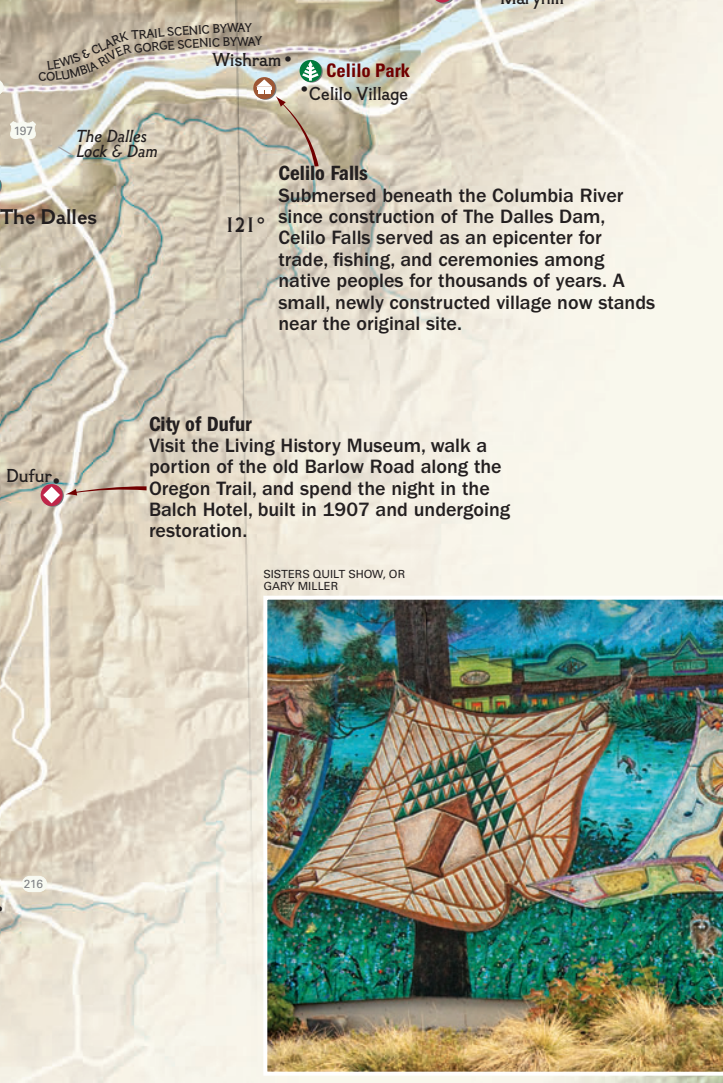 Maryhill
LEWIS & CLARK TRAIL SCENIC BYWAY
COLUMBIA RIVER GORGE SCENIC BYWAY
Wishram
Celilo Park
Celilo Village
197
The Dalles
Lock & Dam
The Dalles
121°
Celilo Falls
Submersed beneath the Columbia River
since construction of The Dalles Dam,
Celilo Falls served as an epicenter for
trade, fishing, and ceremonies among
native peoples for thousands of years. A
small, newly constructed village now stands
near the original site.
City of Dufur
Visit the Living History Museum, walk a
portion of the old Barlow Road along the
Oregon Trail, and spend the night in the
Balch Hotel, built in 1907 and undergoing
restoration.
Dufur
SISTERS QUILT SHOW, OR
GARY MILLER
216